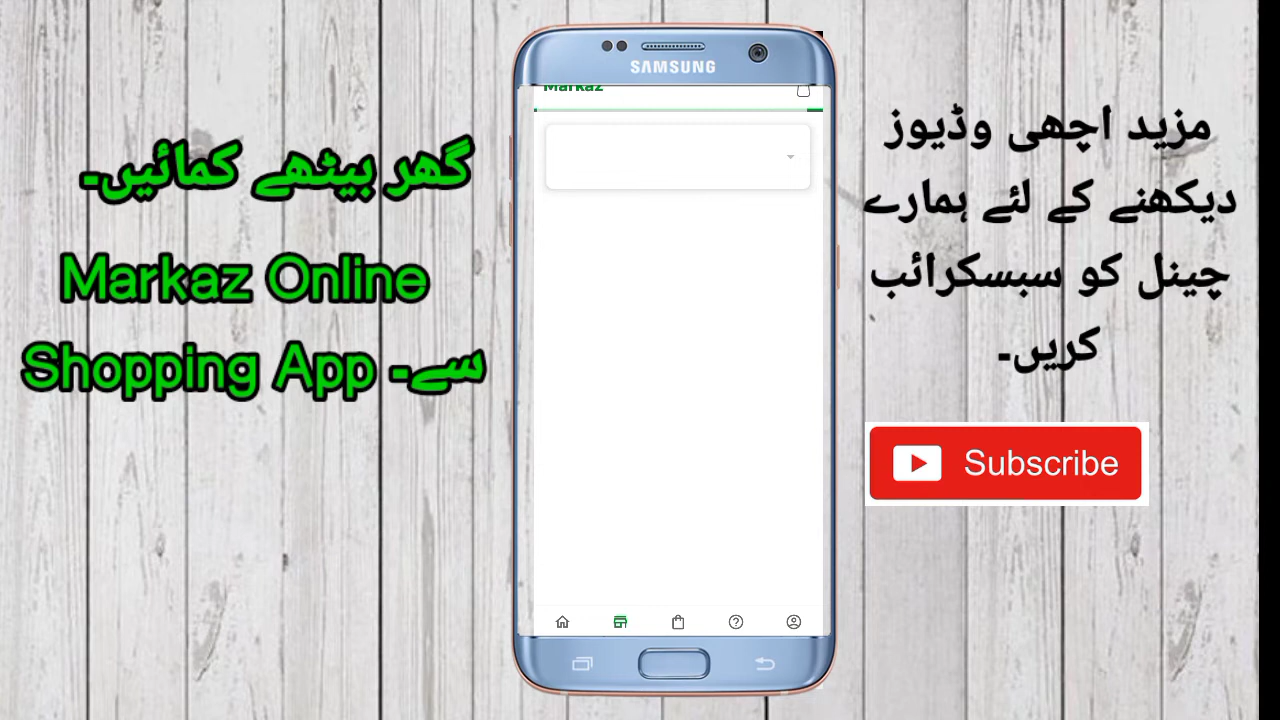 گھر بیٹھے کمائیں۔
Markaz Online
Shopping App سے۔
SAMSUNG
Markaz
مزید اچھی وڈیوز
دیکھنے کے لئے ہمارے
چینل کو سبسکرائب
کریں۔
Subscribe